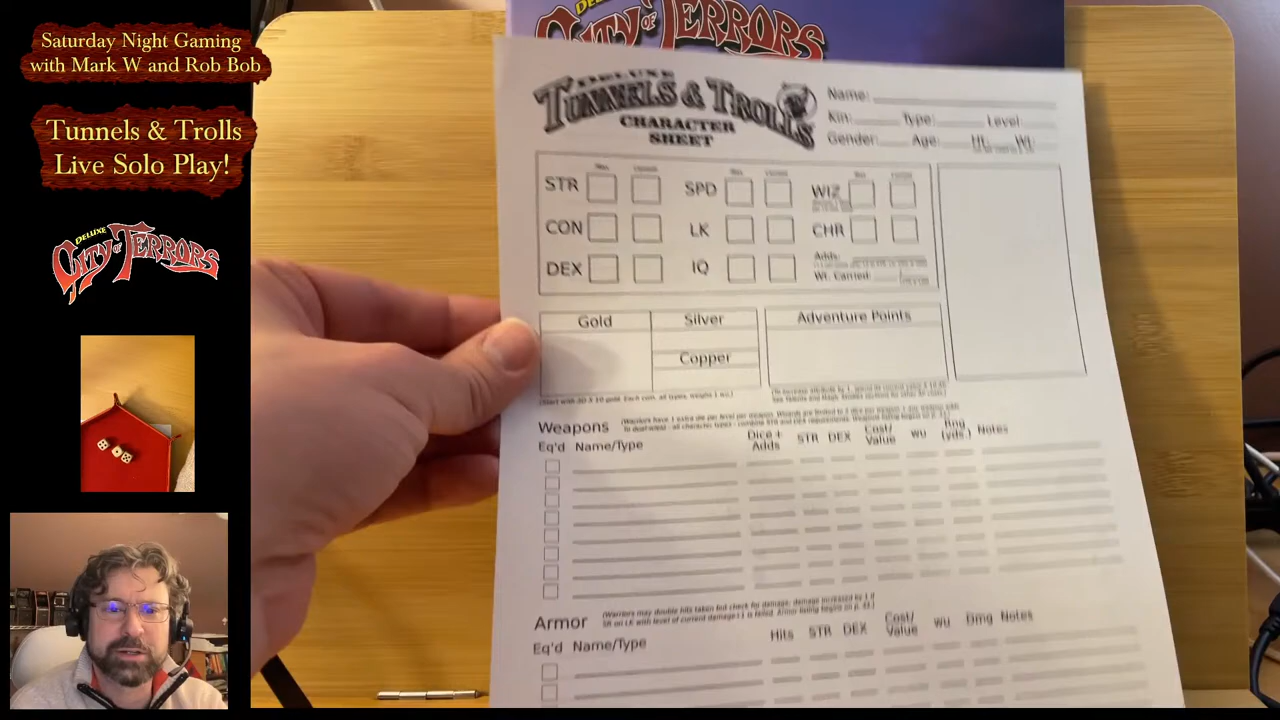 Saturday Night Gaming
with Mark W and Rob Bob
Tunnels & Trolls
Live Solo Play!
DELUXE
CITY OF TERRORS
CITY OF TERRORS
DELUXE
TUNNELS & TROLLS
CHARACTER
SHEET
Name:
Kin: Type: Level:
Gender: Age: Ht. Wt.
STR SPD WIZ
CON LK CHR
DEX IQ
Adds:
Wt. Carried:
Gold Silver Adventure Points
Copper
Weapons
Eq'd Name/Type Dice + Adds STR DEX Cost/ Value wu Rng (yds.) Notes
Armor
Eq'd Name/Type Hits STR DEX Cost/ Value wu Dmg Notes